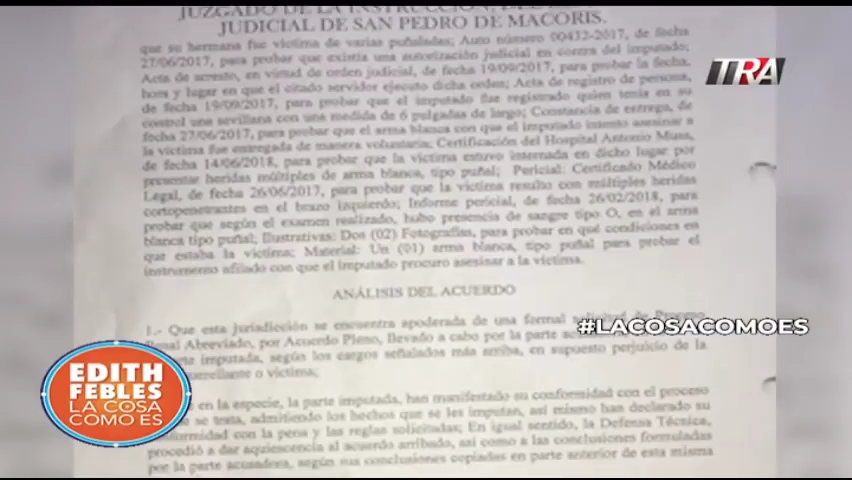 JUZGADO DE LA INSTRUCCIÓN, DEL
JUDICIAL DE SAN PEDRO DE MACORIS.
que su hermana fue victima de varias puñaladas; Auto número 00432-2017, de fecha
27/06/2017, para probar que existía una autorización judicial en contra del imputado;
Acta de arresto, en virtud de orden judicial, de fecha 19/09/2017, para probar la fecha,
hora y lugar en que el citado servidor ejecuto dicha orden; Acta de registro de persona,
de fecha 19/09/2017, para probar que el imputado fue registrado quien tenía en su
control una sevillana con una medida de 6 pulgadas de largo; Constancia de entrega, de
fecha 27/06/2017, para probar que el arma blanca con que el imputado intento asesinar a
la víctima fue entregada de manera voluntaria; Certificación del Hospital Antonio Musa,
de fecha 14/06/2018, para probar que la víctima estuvo internada en dicho lugar por
presentar heridas múltiples de arma blanca, tipo puñal; Pericial: Certificado Médico
Legal, de fecha 26/06/2017, para probar que la víctima resulto con múltiples heridas
cortopenetrantes en el brazo izquierdo; Informe pericial, de fecha 26/02/2018, para
probar que según el examen realizado, hubo presencia de sangre tipo O, en el arma
blanca tipo puñal; Ilustrativas: Dos (02) Fotografías, para probar en qué condiciones en
que estaba la víctima; Material: Un (01) arma blanca, tipo puñal para probar el
instrumento afilado con que el imputado procuro asesinar a la víctima.
ANÁLISIS DEL ACUERDO
1.- Que esta jurisdicción se encuentra apoderada de una formal solicitud de Proceso
Penal Abreviado, por Acuerdo Pleno, llevado a cabo por la parte
parte imputada, según los cargos señalados más arriba, en supuesto perjuicio de la
querellante o víctima;
en la especie, la parte imputada, han manifestado su conformidad con el proceso
se trata, admitiendo los hechos que se les imputan, así mismo han declarado su
conformidad con la pena y las reglas solicitadas; En igual sentido, la Defensa Técnica,
procedió a dar aquiescencia al acuerdo arribado, así como a las conclusiones formuladas
por la parte acusadora, según sus conclusiones copiadas en parte anterior de esta misma
TRA
#LACOSACOMOES
EDITH
FEBLES
LA COSA
COMO ES